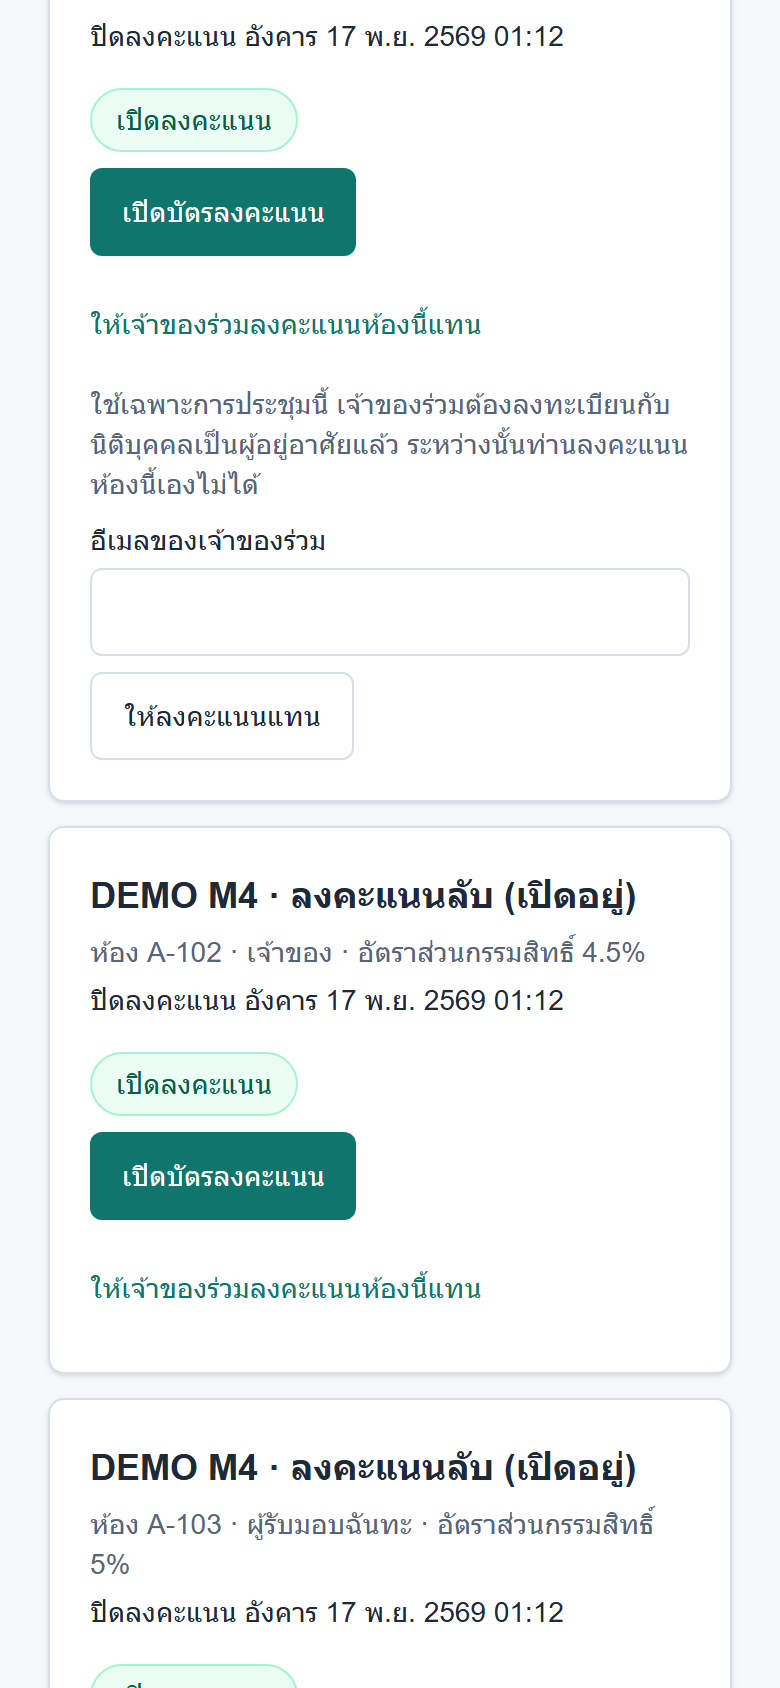 ปิดลงคะแนน อังคาร 17 พ.ย. 2569 01:12
เปิดลงคะแนน
เปิดบัตรลงคะแนน
ให้เจ้าของร่วมลงคะแนนห้องนี้แทน
ใช้เฉพาะการประชุมนี้ เจ้าของร่วมต้องลงทะเบียนกับ
นิติบุคคลเป็นผู้อยู่อาศัยแล้ว ระหว่างนั้นท่านลงคะแนน
ห้องนี้เองไม่ได้
อีเมลของเจ้าของร่วม
ให้ลงคะแนนแทน
DEMO M4 · ลงคะแนนลับ (เปิดอยู่)
ห้อง A-102 · เจ้าของ · อัตราส่วนกรรมสิทธิ์ 4.5%
ปิดลงคะแนน อังคาร 17 พ.ย. 2569 01:12
เปิดลงคะแนน
เปิดบัตรลงคะแนน
ให้เจ้าของร่วมลงคะแนนห้องนี้แทน
DEMO M4 · ลงคะแนนลับ (เปิดอยู่)
ห้อง A-103 · ผู้รับมอบฉันทะ · อัตราส่วนกรรมสิทธิ์
5%
ปิดลงคะแนน อังคาร 17 พ.ย. 2569 01:12